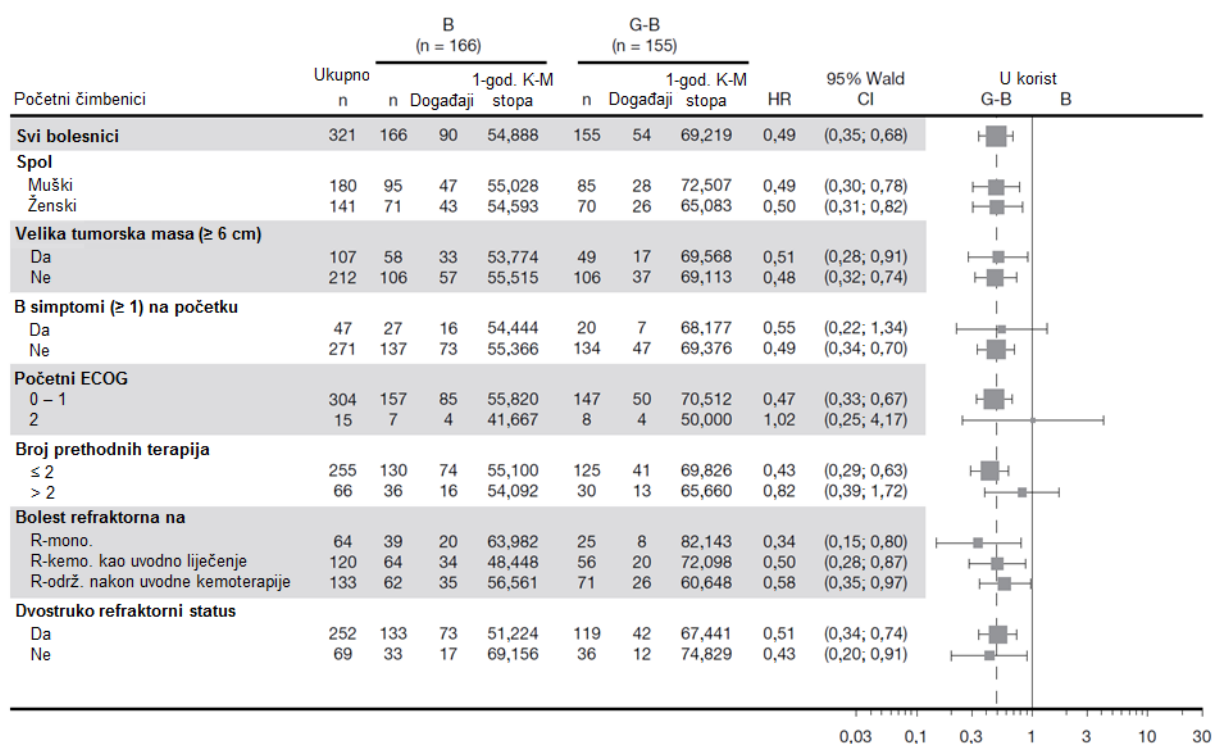 B G-B
(n = 166) (n = 155)
Ukupno 1-god. K-M 1-god. K-M 95% Wald U korist
Početni čimbenici n n Događaji stopa n Događaji stopa HR CI G-B B
Svi bolesnici 321 166 90 54,888 155 54 69,219 0,49 (0,35; 0,68)
Spol
Muški 180 95 47 55,028 85 28 72,507 0,49 (0,30; 0,78)
Ženski 141 71 43 54,593 70 26 65,083 0,50 (0,31; 0,82)
Velika tumorska masa (≥ 6 cm)
Da 107 58 33 53,774 49 17 69,568 0,51 (0,28; 0,91)
Ne 212 106 57 55,515 106 37 69,113 0,48 (0,32; 0,74)
B simptomi (≥ 1) na početku
Da 47 27 16 54,444 20 7 68,177 0,55 (0,22; 1,34)
Ne 271 137 73 55,366 134 47 69,376 0,49 (0,34; 0,70)
Početni ECOG
0 – 1 304 157 85 55,820 147 50 70,512 0,47 (0,33; 0,67)
2 15 7 4 41,667 8 4 50,000 1,02 (0,25; 4,17)
Broj prethodnih terapija
≤ 2 255 130 74 55,100 125 41 69,826 0,43 (0,29; 0,63)
> 2 66 36 16 54,092 30 13 65,660 0,82 (0,39; 1,72)
Bolest refraktorna na
R-mono. 64 39 20 63,982 25 8 82,143 0,34 (0,15; 0,80)
R-kemo. kao uvodno liječenje 120 64 34 48,448 56 20 72,098 0,50 (0,28; 0,87)
R-održ. nakon uvodne kemoterapije 133 62 35 56,561 71 26 60,648 0,58 (0,35; 0,97)
Dvostruko refraktorni status
Da 252 133 73 51,224 119 42 67,441 0,51 (0,34; 0,74)
Ne 69 33 17 69,156 36 12 74,829 0,43 (0,20; 0,91)
0,03 0,1 0,3 1 3 10 30